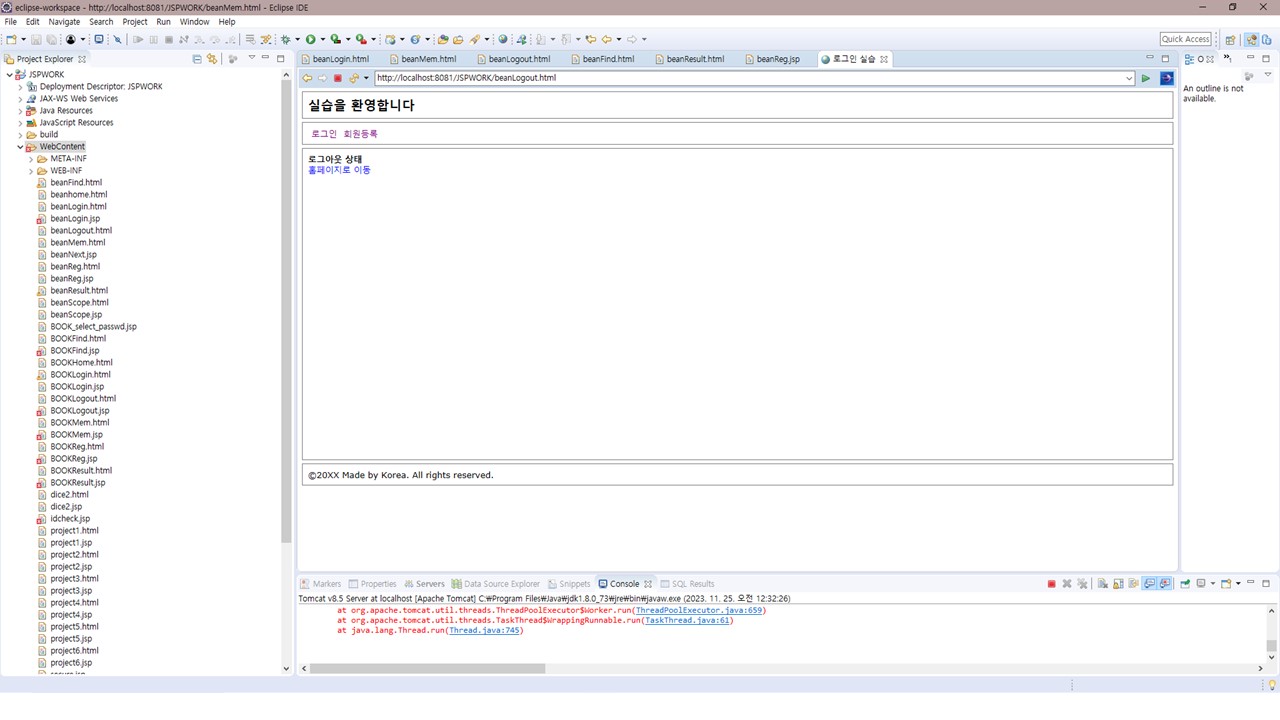 eclipse-workspace - http://localhost:8081/JSPWORK/beanMem.html - Eclipse IDE
File Edit Navigate Search Project Run Window Help
Quick Access
Project Explorer
JSPWORK
Deployment Descriptor: JSPWORK
JAX-WS Web Services
Java Resources
JavaScript Resources
build
WebContent
META-INF
WEB-INF
beanFind.html
beanhome.html
beanLogin.html
beanLogin.jsp
beanLogout.html
beanMem.html
beanNext.jsp
beanReg.html
beanReg.jsp
beanResult.html
beanScope.html
beanScope.jsp
BOOK_select_passwd.jsp
BOOKFind.html
BOOKFind.jsp
BOOKHome.html
BOOKLogin.html
BOOKLogin.jsp
BOOKLogout.html
BOOKLogout.jsp
BOOKMem.html
BOOKMem.jsp
BOOKReg.html
BOOKReg.jsp
BOOKResult.html
BOOKResult.jsp
dice2.html
dice2.jsp
idcheck.jsp
project1.html
project1.jsp
project2.html
project2.jsp
project3.html
project3.jsp
project4.html
project4.jsp
project5.html
project5.jsp
project6.html
project6.jsp
secure.jsp
beanLogin.html beanMem.html beanLogout.html beanFind.html beanResult.html beanReg.jsp 로그인 실습
http://localhost:8081/JSPWORK/beanLogout.html
실습을 환영합니다
로그인 회원등록
로그아웃 상태
홈페이지로 이동
©20XX Made by Korea. All rights reserved.
An outline is not
available.
Markers Properties Servers Data Source Explorer Snippets Console SQL Results
Tomcat v8.5 Server at localhost [Apache Tomcat] C:₩Program Files₩Java₩jdk1.8.0_73₩jre₩bin₩javaw.exe (2023. 11. 25. 오전 12:32:26)
at org.apache.tomcat.util.threads.ThreadPoolExecutor$Worker.run(ThreadPoolExecutor.java:659)
at org.apache.tomcat.util.threads.TaskThread$WrappingRunnable.run(TaskThread.java:61)
at java.lang.Thread.run(Thread.java:745)